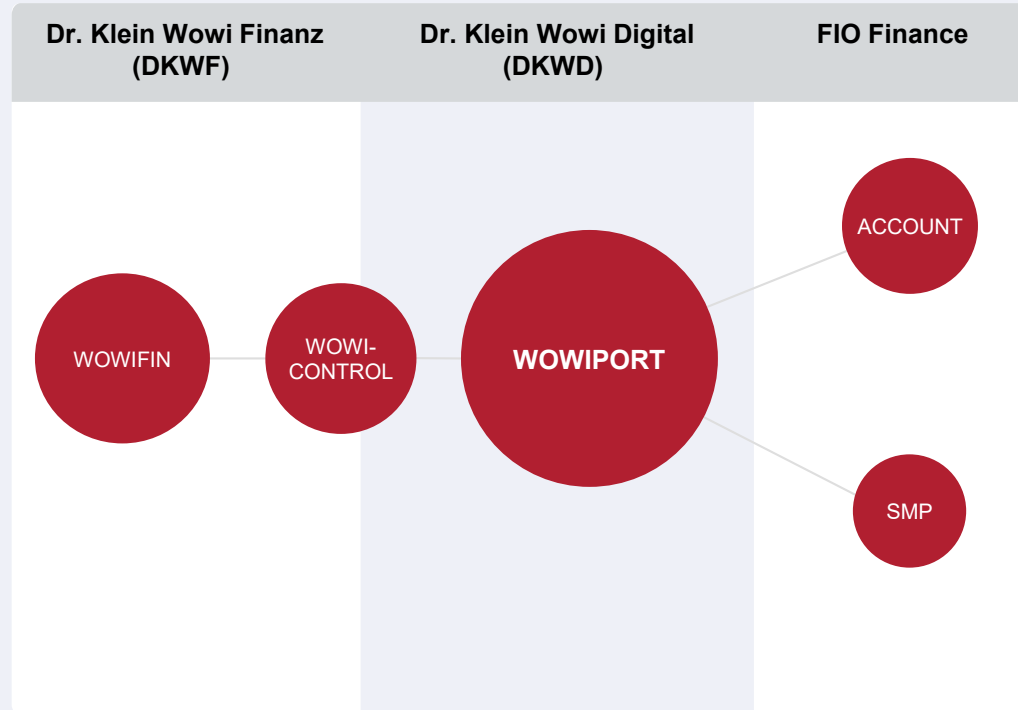 Dr. Klein Wowi Finanz
(DKWF)
Dr. Klein Wowi Digital
(DKWD)
FIO Finance
ACCOUNT
WOWIFIN
WOWI-
CONTROL
WOWIPORT
SMP